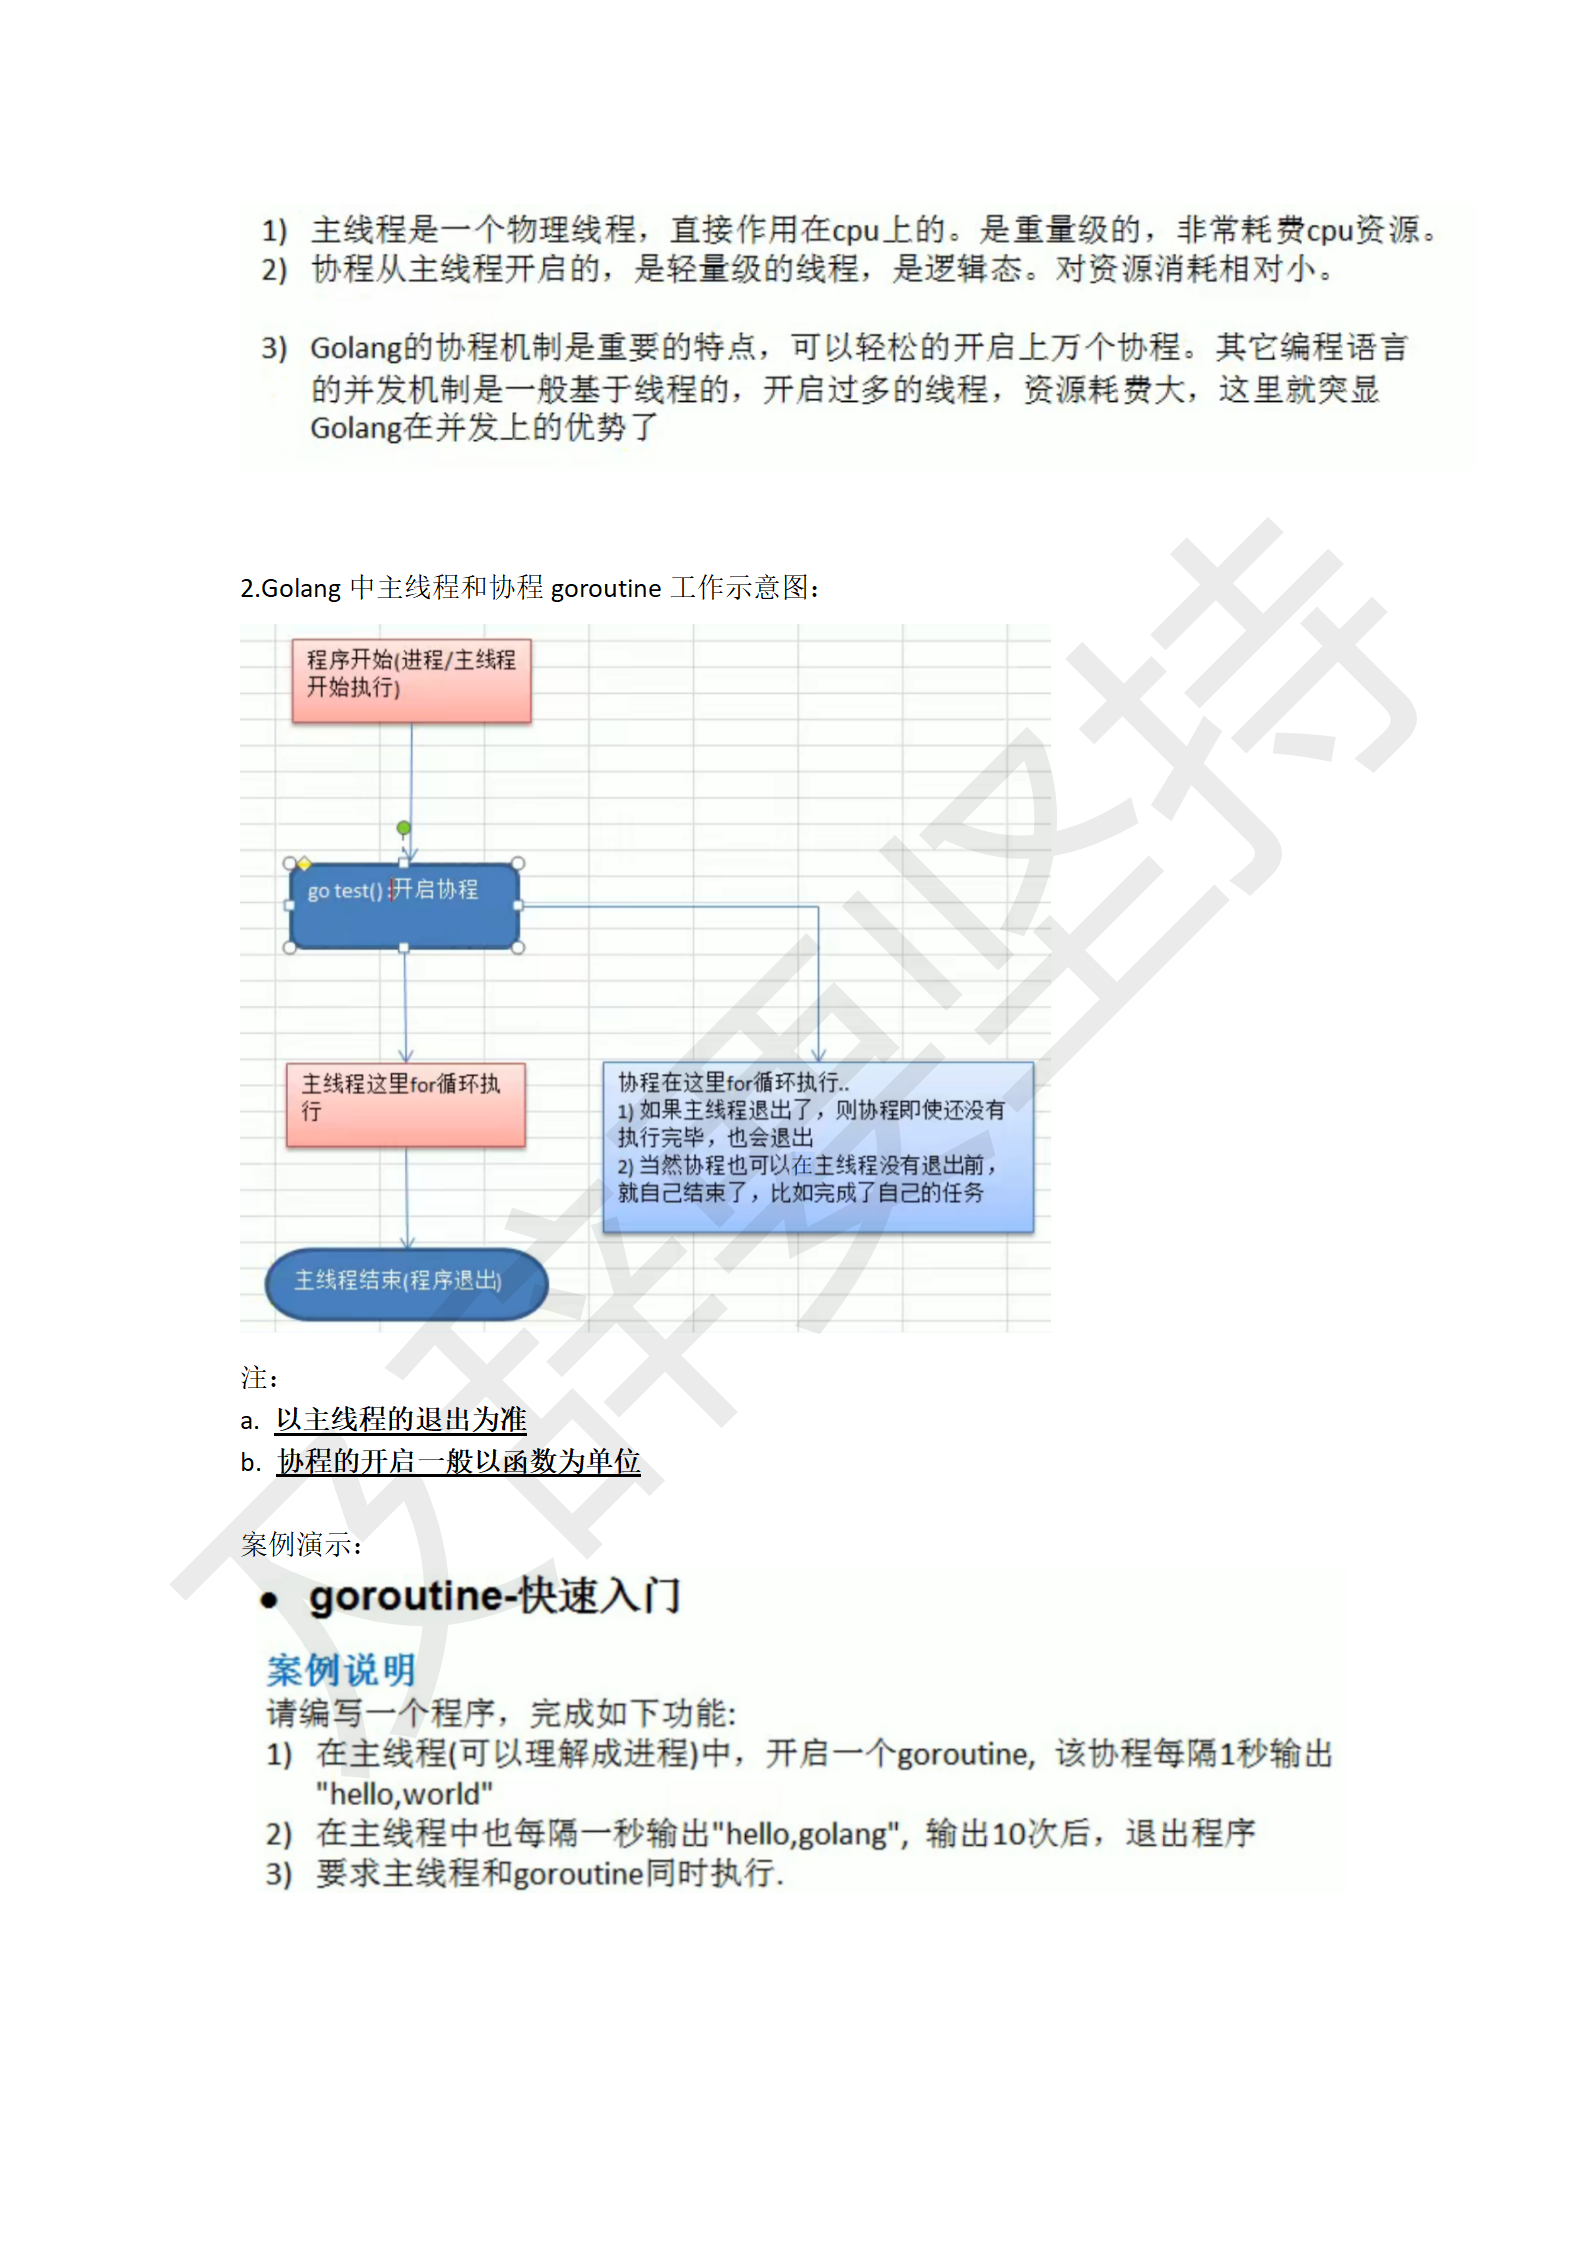 1) 主线程是一个物理线程，直接作用在cpu上的。是重量级的，非常耗费cpu资源。
2) 协程从主线程开启的，是轻量级的线程，是逻辑态。对资源消耗相对小。
3) Golang的协程机制是重要的特点，可以轻松的开启上万个协程。其它编程语言
的并发机制是一般基于线程的，开启过多的线程，资源耗费大，这里就突显
Golang在并发上的优势了
2.Golang 中主线程和协程 goroutine 工作示意图：
程序开始(进程/主线程
开始执行)
go test() :开启协程
主线程这里for循环执
行
协程在这里for循环执行..
1) 如果主线程退出了，则协程即使还没有
执行完毕，也会退出
2) 当然协程也可以在主线程没有退出前，
就自己结束了，比如完成了自己的任务
主线程结束(程序退出)
注：
a. 以主线程的退出为准
b. 协程的开启一般以函数为单位
案例演示：
● goroutine-快速入门
案例说明
请编写一个程序，完成如下功能:
1) 在主线程(可以理解成进程)中，开启一个goroutine, 该协程每隔1秒输出
"hello,world"
2) 在主线程中也每隔一秒输出"hello,golang", 输出10次后，退出程序
3) 要求主线程和goroutine同时执行.
及辞要坚持